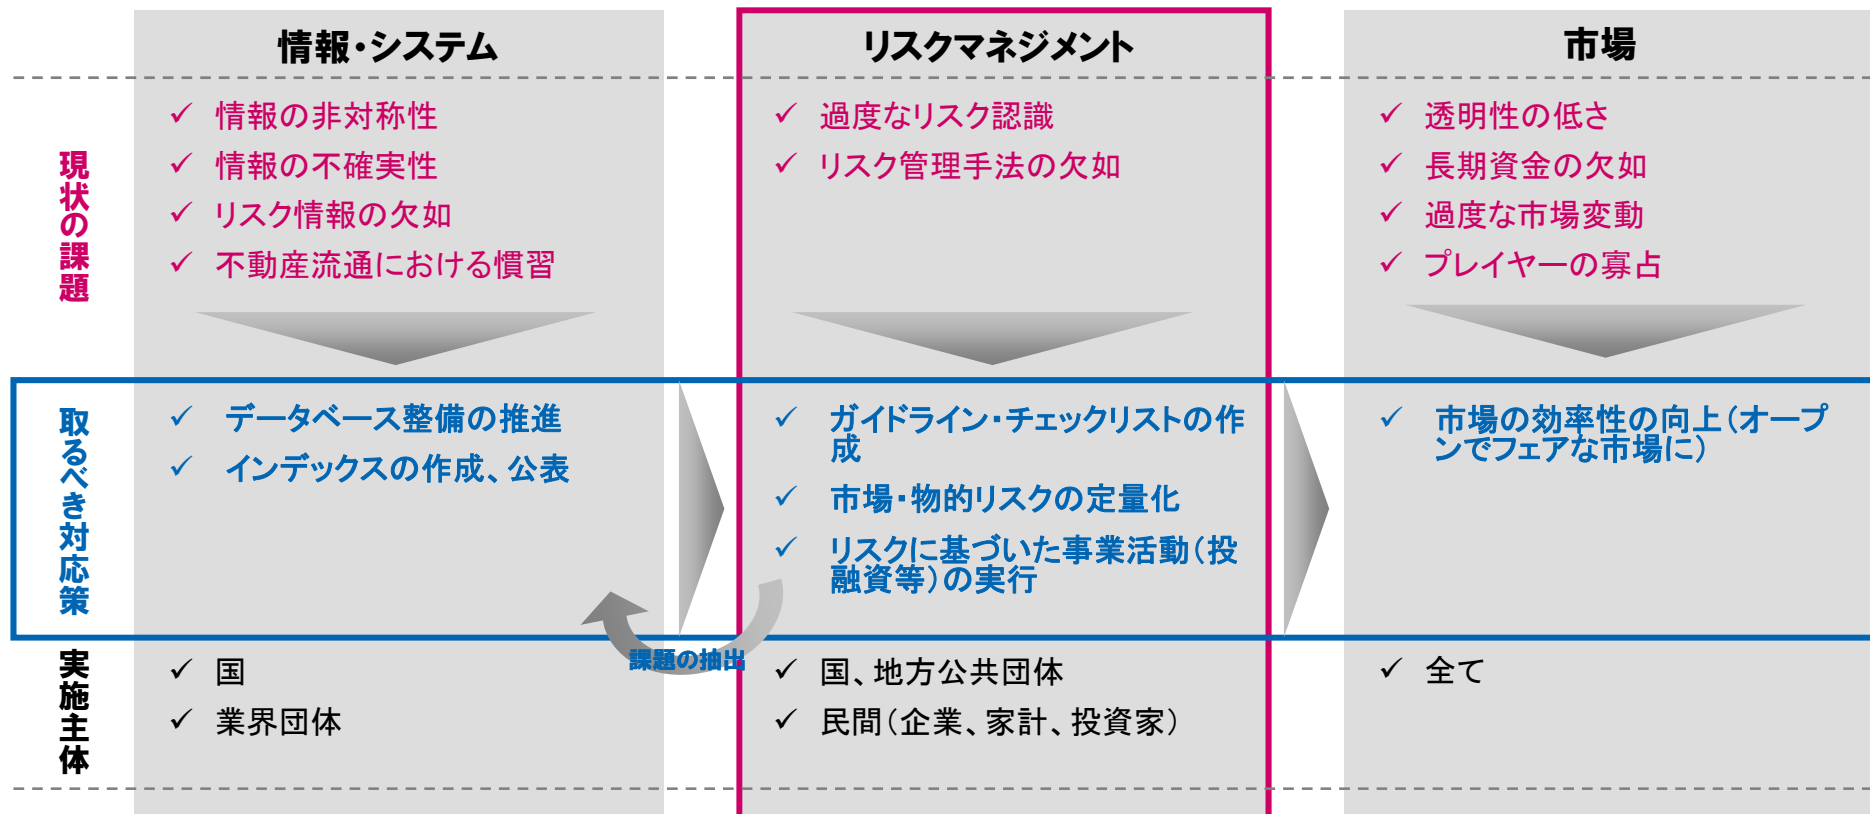 情報・システム
リスクマネジメント
市場
現状の課題
✓ 情報の非対称性
✓ 情報の不確実性
✓ リスク情報の欠如
✓ 不動産流通における慣習
✓ 過度なリスク認識
✓ リスク管理手法の欠如
✓ 透明性の低さ
✓ 長期資金の欠如
✓ 過度な市場変動
✓ プレイヤーの寡占
取るべき対応策
✓ データベース整備の推進
✓ インデックスの作成、公表
✓ ガイドライン・チェックリストの作
成
✓ 市場・物的リスクの定量化
✓ リスクに基づいた事業活動（投
融資等）の実行
✓ 市場の効率性の向上（オープ
ンでフェアな市場に）
課題の抽出
実施主体
✓ 国
✓ 業界団体
✓ 国、地方公共団体
✓ 民間（企業、家計、投資家）
✓ 全て